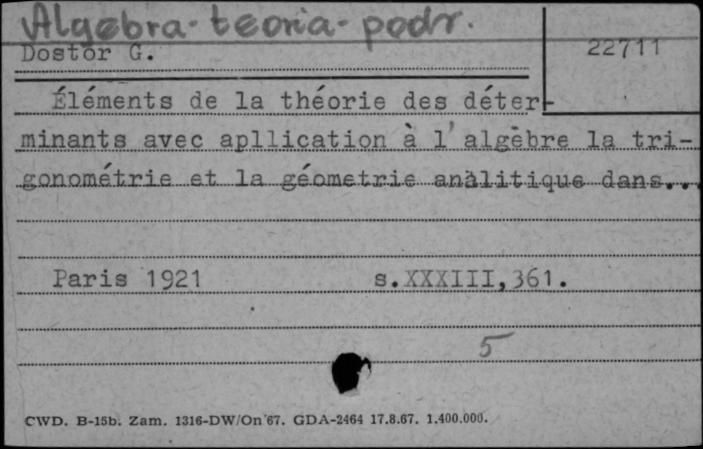 Algebra-teoria-podr.
Dostor G.
22711
Éléments de la théorie des déter-
minants avec apllication à l'algèbre la tri-
gonométrie et la géometrie analitique dans...
Paris 1921 s.XXXIII,361.
5
CWD. B-15b. Zam. 1316-DW/On'67. GDA-2464 17.8.67. 1.400.000.